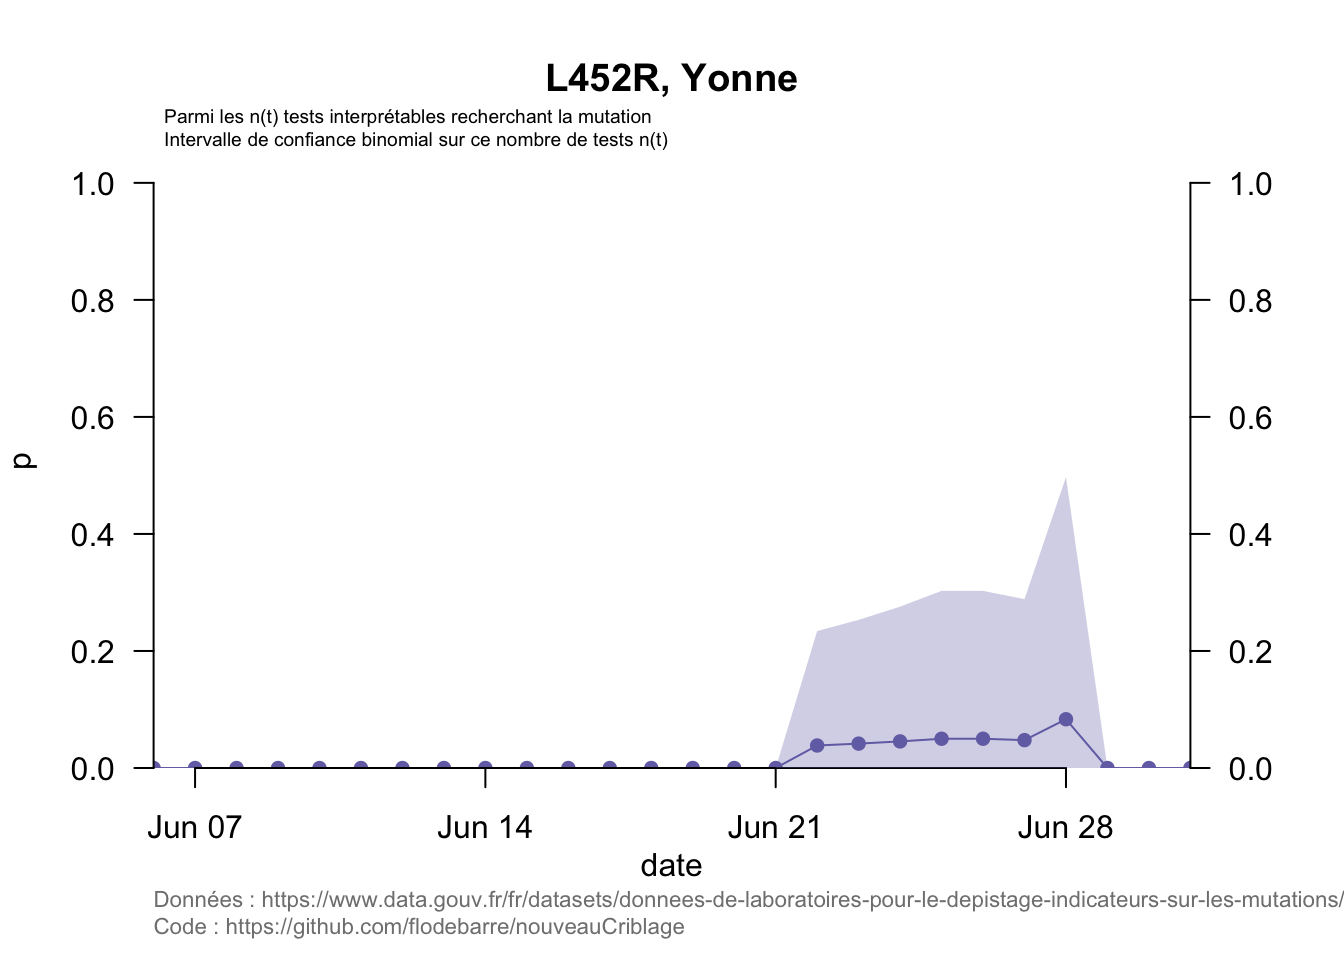 L452R, Yonne
Parmi les n(t) tests interprétables recherchant la mutation
Intervalle de confiance binomial sur ce nombre de tests n(t)
1.0 1.0
0.8 0.8
0.6 0.6
p
0.4 0.4
0.2 0.2
0.0 0.0
Jun 07 Jun 14 Jun 21 Jun 28
date
Données : https://www.data.gouv.fr/fr/datasets/donnees-de-laboratoires-pour-le-depistage-indicateurs-sur-les-mutations/
Code : https://github.com/flodebarre/nouveauCriblage